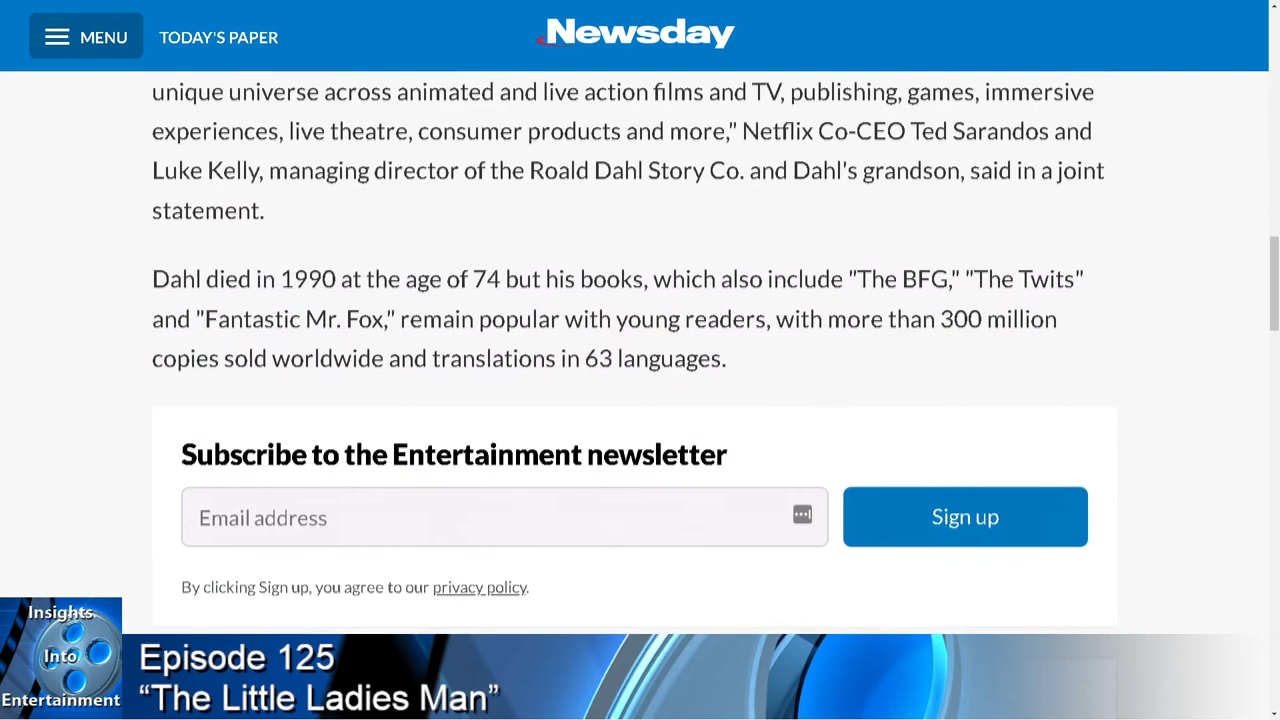 MENU
TODAY'S PAPER
Newsday
unique universe across animated and live action films and TV, publishing, games, immersive
experiences, live theatre, consumer products and more," Netflix Co-CEO Ted Sarandos and
Luke Kelly, managing director of the Roald Dahl Story Co. and Dahl's grandson, said in a joint
statement.
Dahl died in 1990 at the age of 74 but his books, which also include "The BFG," "The Twits"
and "Fantastic Mr. Fox," remain popular with young readers, with more than 300 million
copies sold worldwide and translations in 63 languages.
Subscribe to the Entertainment newsletter
Email address
Sign up
By clicking Sign up, you agree to our privacy policy.
Insights
Into
Entertainment
Episode 125
“The Little Ladies Man”